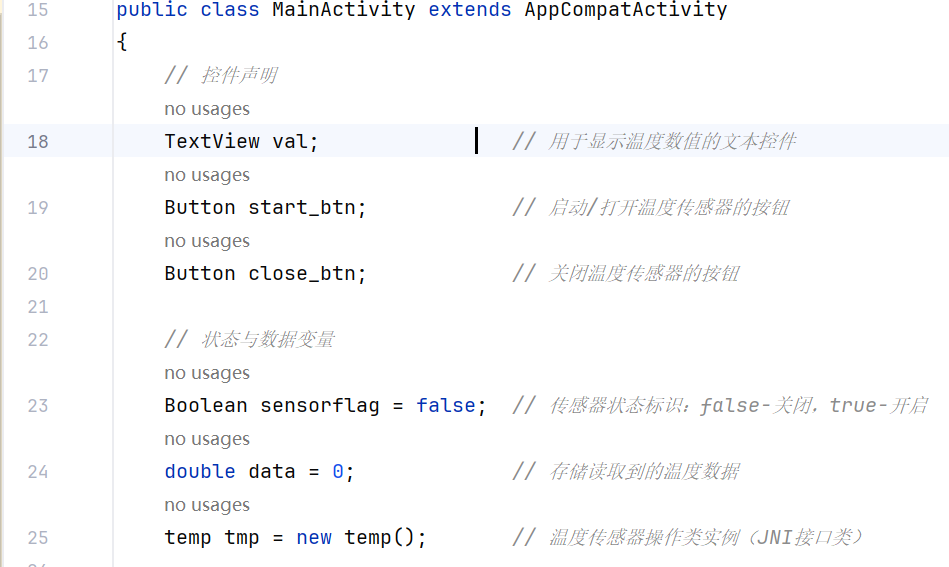 15 public class MainActivity extends AppCompatActivity
16 {
17 // 控件声明
no usages
18 TextView val; // 用于显示温度数值的文本控件
no usages
19 Button start_btn; // 启动/打开温度传感器的按钮
no usages
20 Button close_btn; // 关闭温度传感器的按钮
21
22 // 状态与数据变量
no usages
23 Boolean sensorflag = false; // 传感器状态标识：false-关闭，true-开启
no usages
24 double data = 0; // 存储读取到的温度数据
no usages
25 temp tmp = new temp(); // 温度传感器操作类实例（JNI接口类）